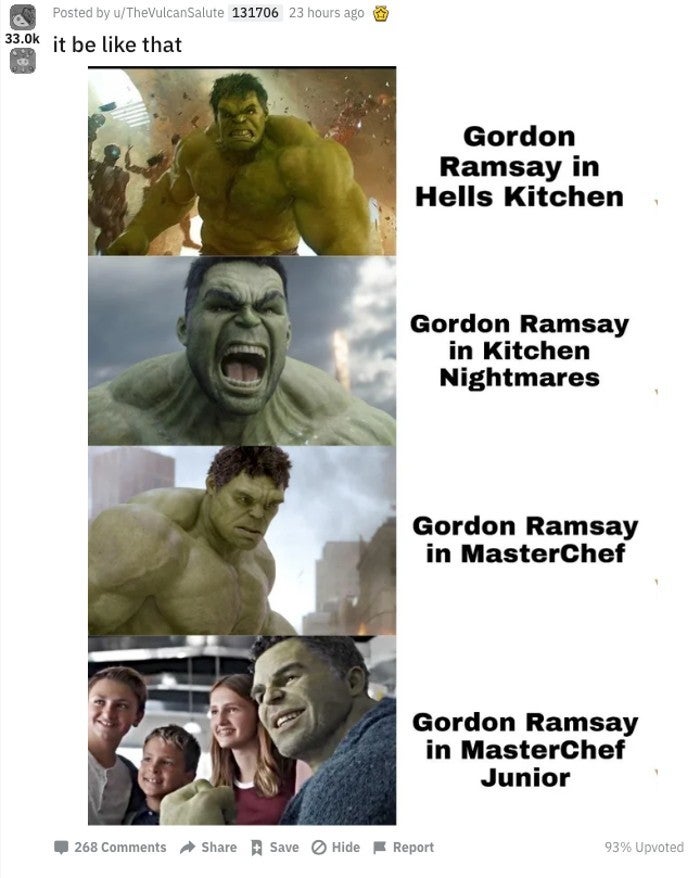 Posted by u/TheVulcanSalute 131706 23 hours ago
33.0k
it be like that
Gordon
Ramsay in
Hells Kitchen
Gordon Ramsay
in Kitchen
Nightmares
Gordon Ramsay
in MasterChef
Gordon Ramsay
in MasterChef
Junior
268 Comments Share Save Hide Report 93% Upvoted